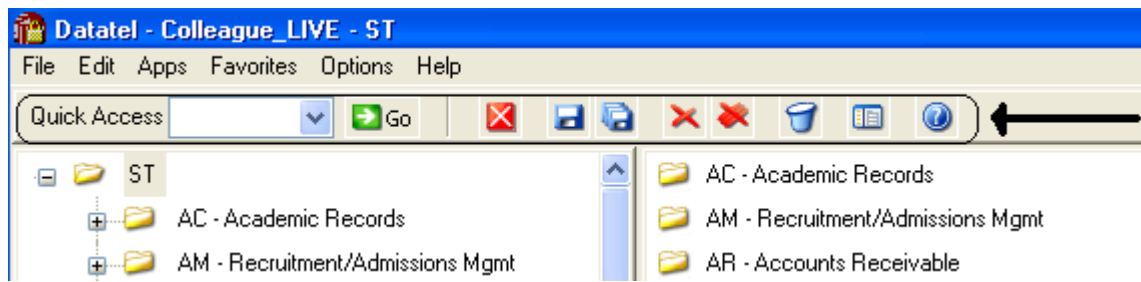 Datatel - Colleague_LIVE - ST
File Edit Apps Favorites Options Help
Quick Access Go
ST
AC - Academic Records
AM - Recruitment/Admissions Mgmt
AC - Academic Records
AM - Recruitment/Admissions Mgmt
AR - Accounts Receivable